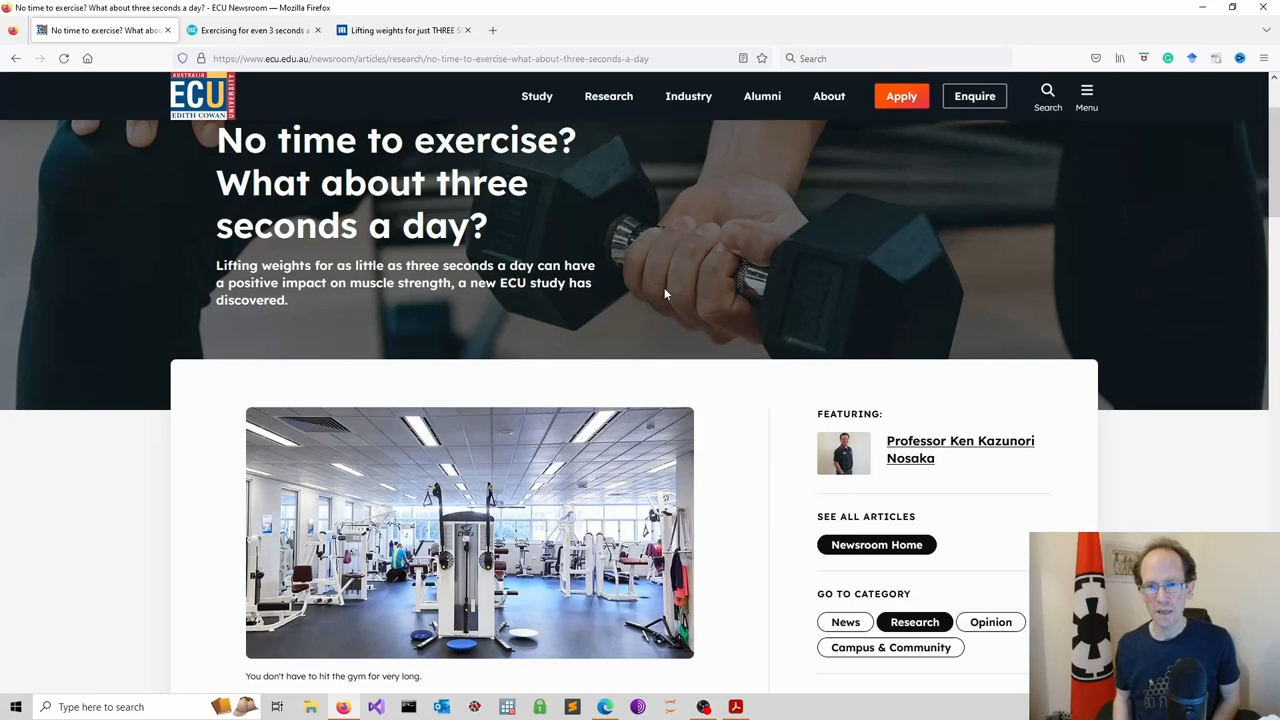 No time to exercise? What about three seconds a day? - ECU Newsroom — Mozilla Firefox
No time to exercise? What abou
Exercising for even 3 seconds a
Lifting weights for just THREE S
https://www.ecu.edu.au/newsroom/articles/research/no-time-to-exercise-what-about-three-seconds-a-day
Search
AUSTRALIA
ECU
EDITH COWAN
UNIVERSITY
Study
Research
Industry
Alumni
About
Apply
Enquire
Search
Menu
No time to exercise?
What about three
seconds a day?
Lifting weights for as little as three seconds a day can have
a positive impact on muscle strength, a new ECU study has
discovered.
FEATURING:
Professor Ken Kazunori
Nosaka
SEE ALL ARTICLES
Newsroom Home
GO TO CATEGORY
News
Research
Opinion
Campus & Community
You don't have to hit the gym for very long.
Type here to search